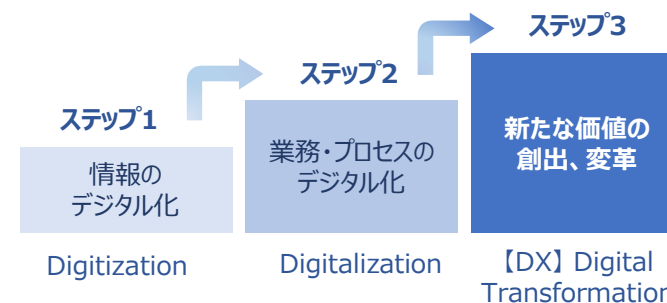 ステップ1
情報の
デジタル化
Digitization
ステップ2
業務・プロセスの
デジタル化
Digitalization
ステップ3
新たな価値の
創出、変革
【DX】Digital
Transformation